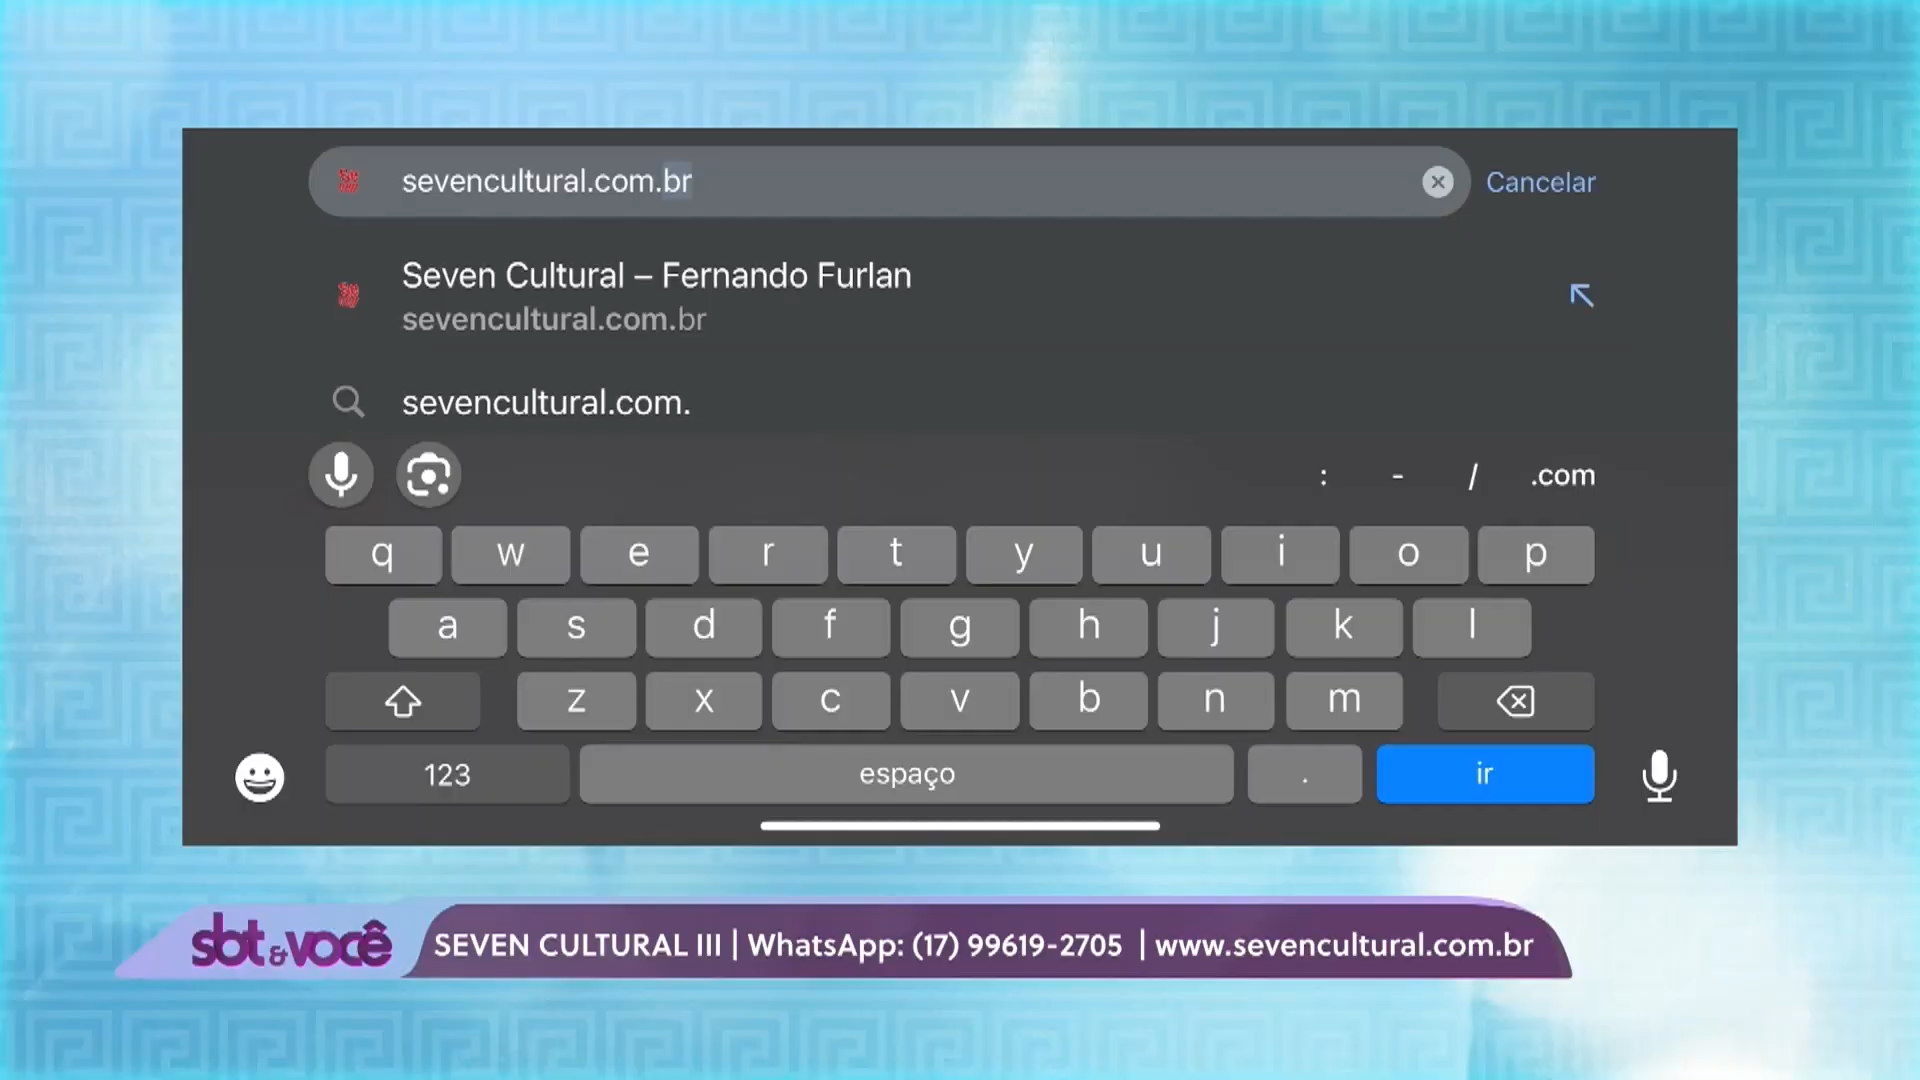 sevencultural.com.br
Cancelar
Seven Cultural – Fernando Furlan
sevencultural.com.br
sevencultural.com.
: - / .com
q w e r t y u i o p
a s d f g h j k l
z x c v b n m
123 espaço . ir
sbt & você
SEVEN CULTURAL III | WhatsApp: (17) 99619-2705 | www.sevencultural.com.br